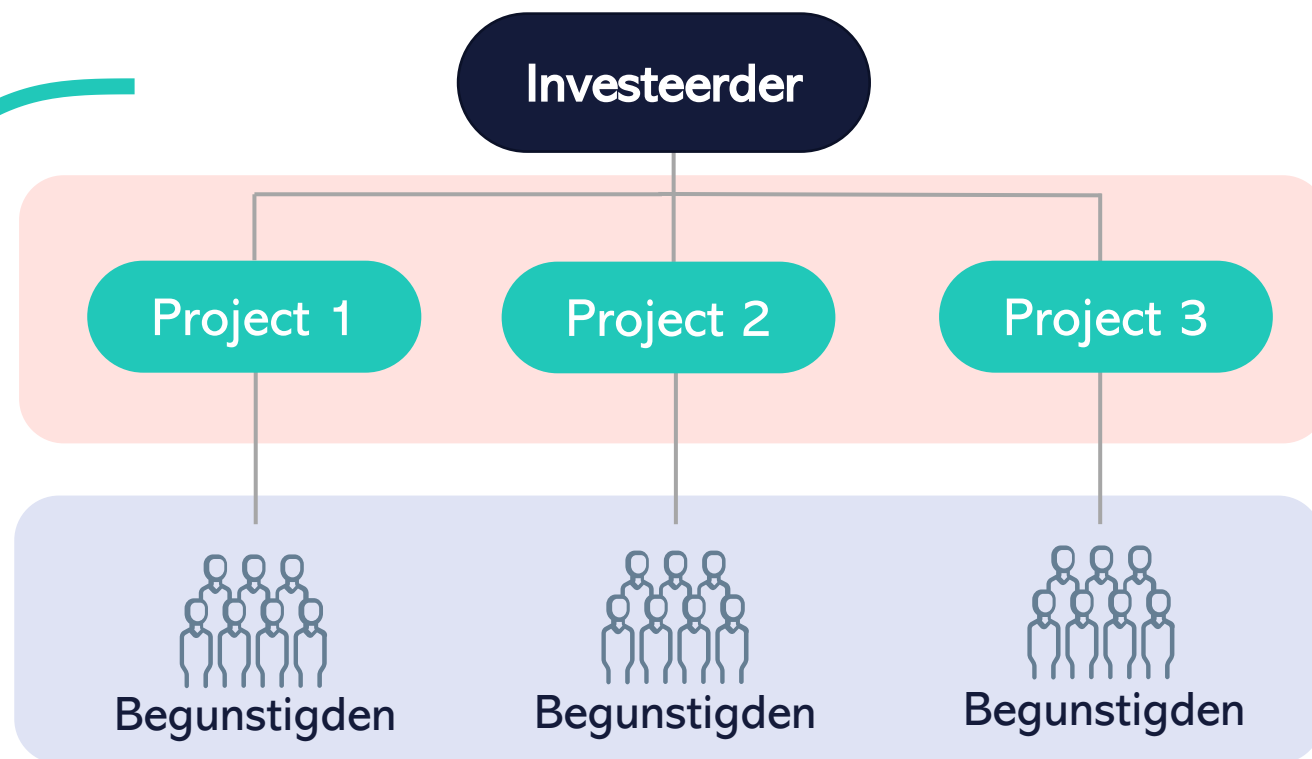 Investeerder
Project 1
Project 2
Project 3
Begunstigden
Begunstigden
Begunstigden